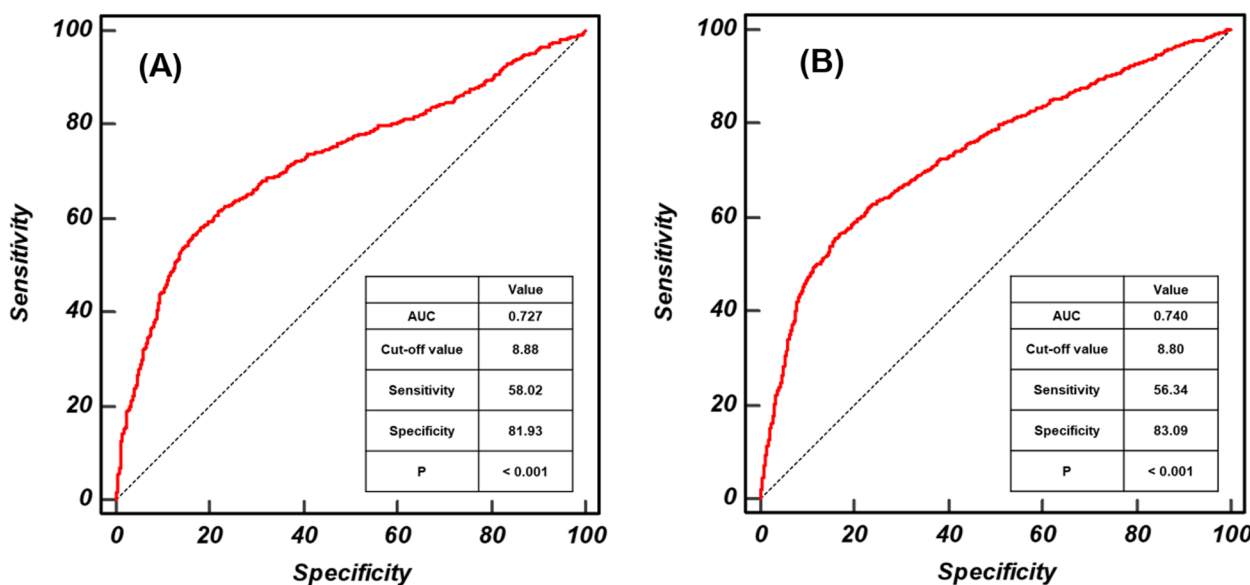 (A)
100
80
60
40
20
0
Sensitivity
0 20 40 60 80 100
Specificity
Value
AUC 0.727
Cut-off value 8.88
Sensitivity 58.02
Specificity 81.93
P < 0.001
(B)
100
80
60
40
20
0
Sensitivity
0 20 40 60 80 100
Specificity
Value
AUC 0.740
Cut-off value 8.80
Sensitivity 56.34
Specificity 83.09
P < 0.001